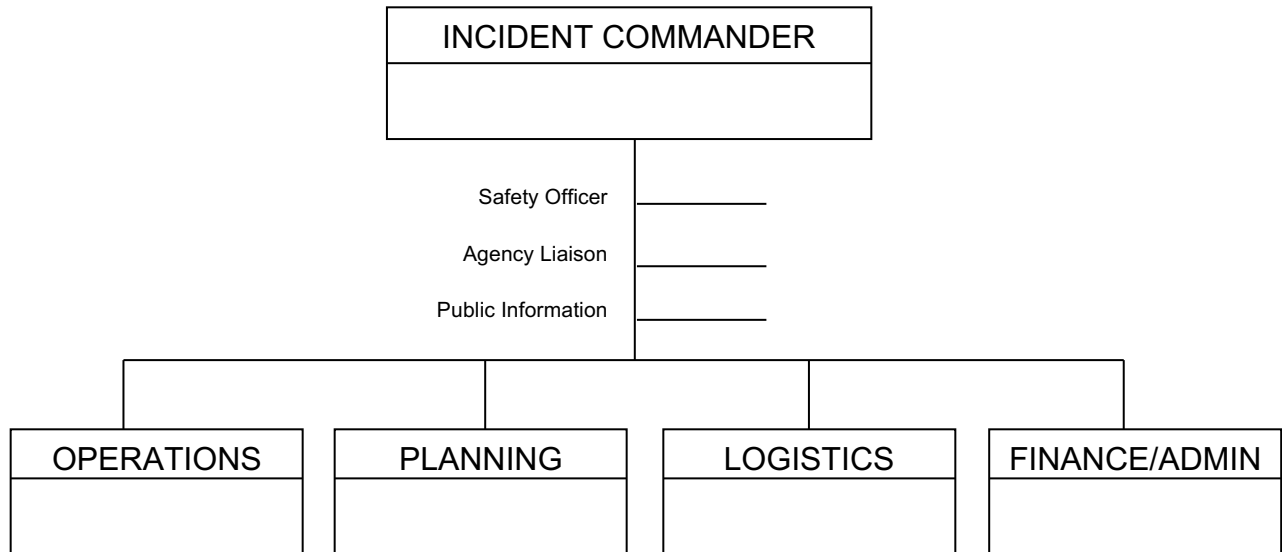 INCIDENT COMMANDER
Safety Officer
Agency Liaison
Public Information
OPERATIONS
PLANNING
LOGISTICS
FINANCE/ADMIN